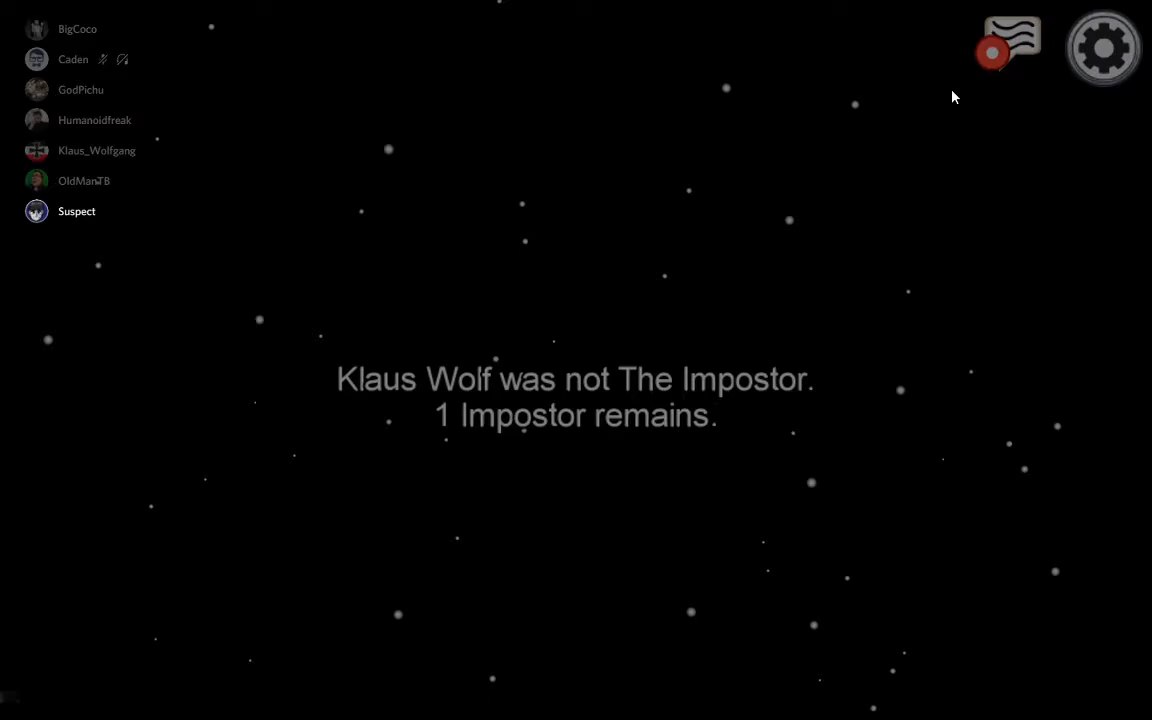 BigCoco
Caden
GodPichu
Humanoidfreak
Klaus_Wolfgang
OldManTB
Suspect
Klaus Wolf was not The Impostor.
1 Impostor remains.